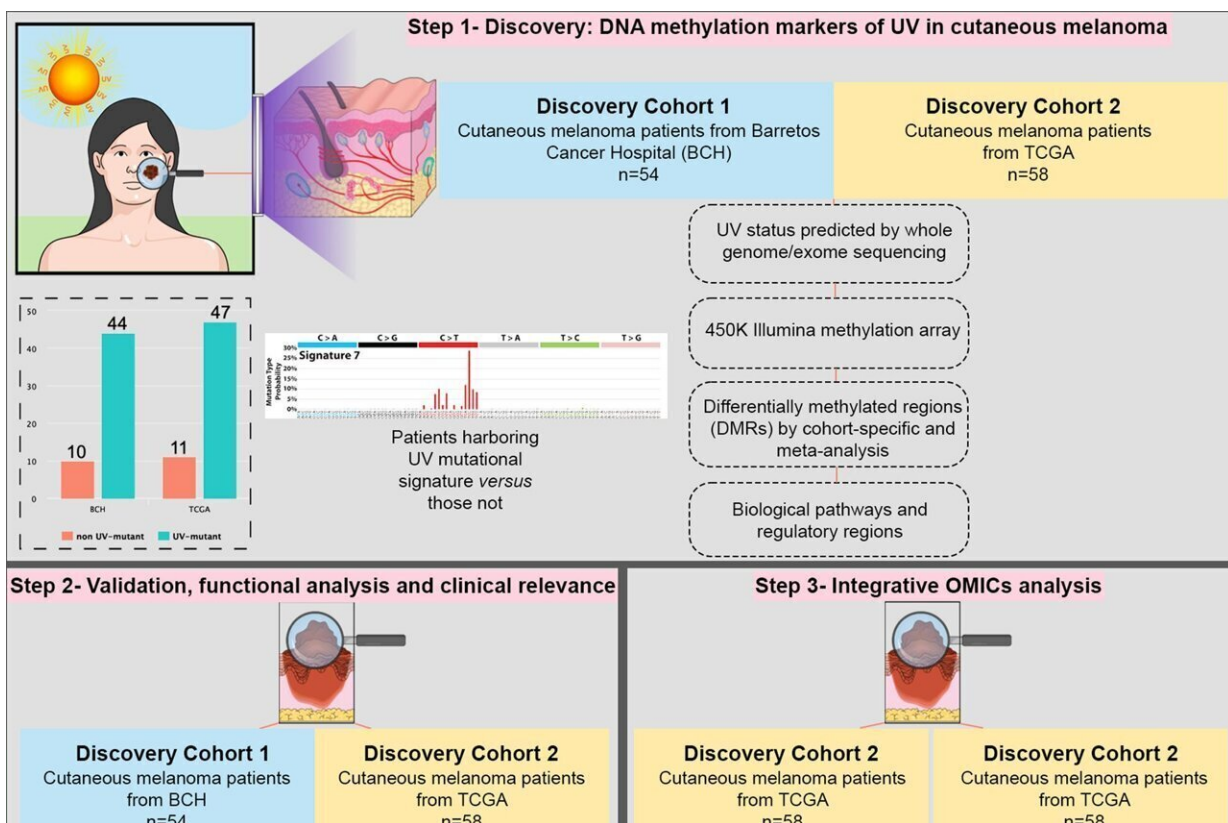 Step 1- Discovery: DNA methylation markers of UV in cutaneous melanoma
UV
Discovery Cohort 1
Cutaneous melanoma patients from Barretos
Cancer Hospital (BCH)
n=54
Discovery Cohort 2
Cutaneous melanoma patients
from TCGA
n=58
UV status predicted by whole
genome/exome sequencing
450K Illumina methylation array
Differentially methylated regions
(DMRs) by cohort-specific and
meta-analysis
Biological pathways and
regulatory regions
50
40
30
20
10
0
10
44
11
47
BCH
TCGA
non UV-mutant
UV-mutant
C>A C>G C>T T>A T>C T>G
Signature 7
Mutation Type
Probability
30%
25%
20%
15%
10%
5%
0%
Patients harboring
UV mutational
signature versus
those not
Step 2- Validation, functional analysis and clinical relevance
Discovery Cohort 1
Cutaneous melanoma patients
from BCH
n=54
Discovery Cohort 2
Cutaneous melanoma patients
from TCGA
n=58
Step 3- Integrative OMICs analysis
Discovery Cohort 2
Cutaneous melanoma patients
from TCGA
n=58
Discovery Cohort 2
Cutaneous melanoma patients
from TCGA
n=58